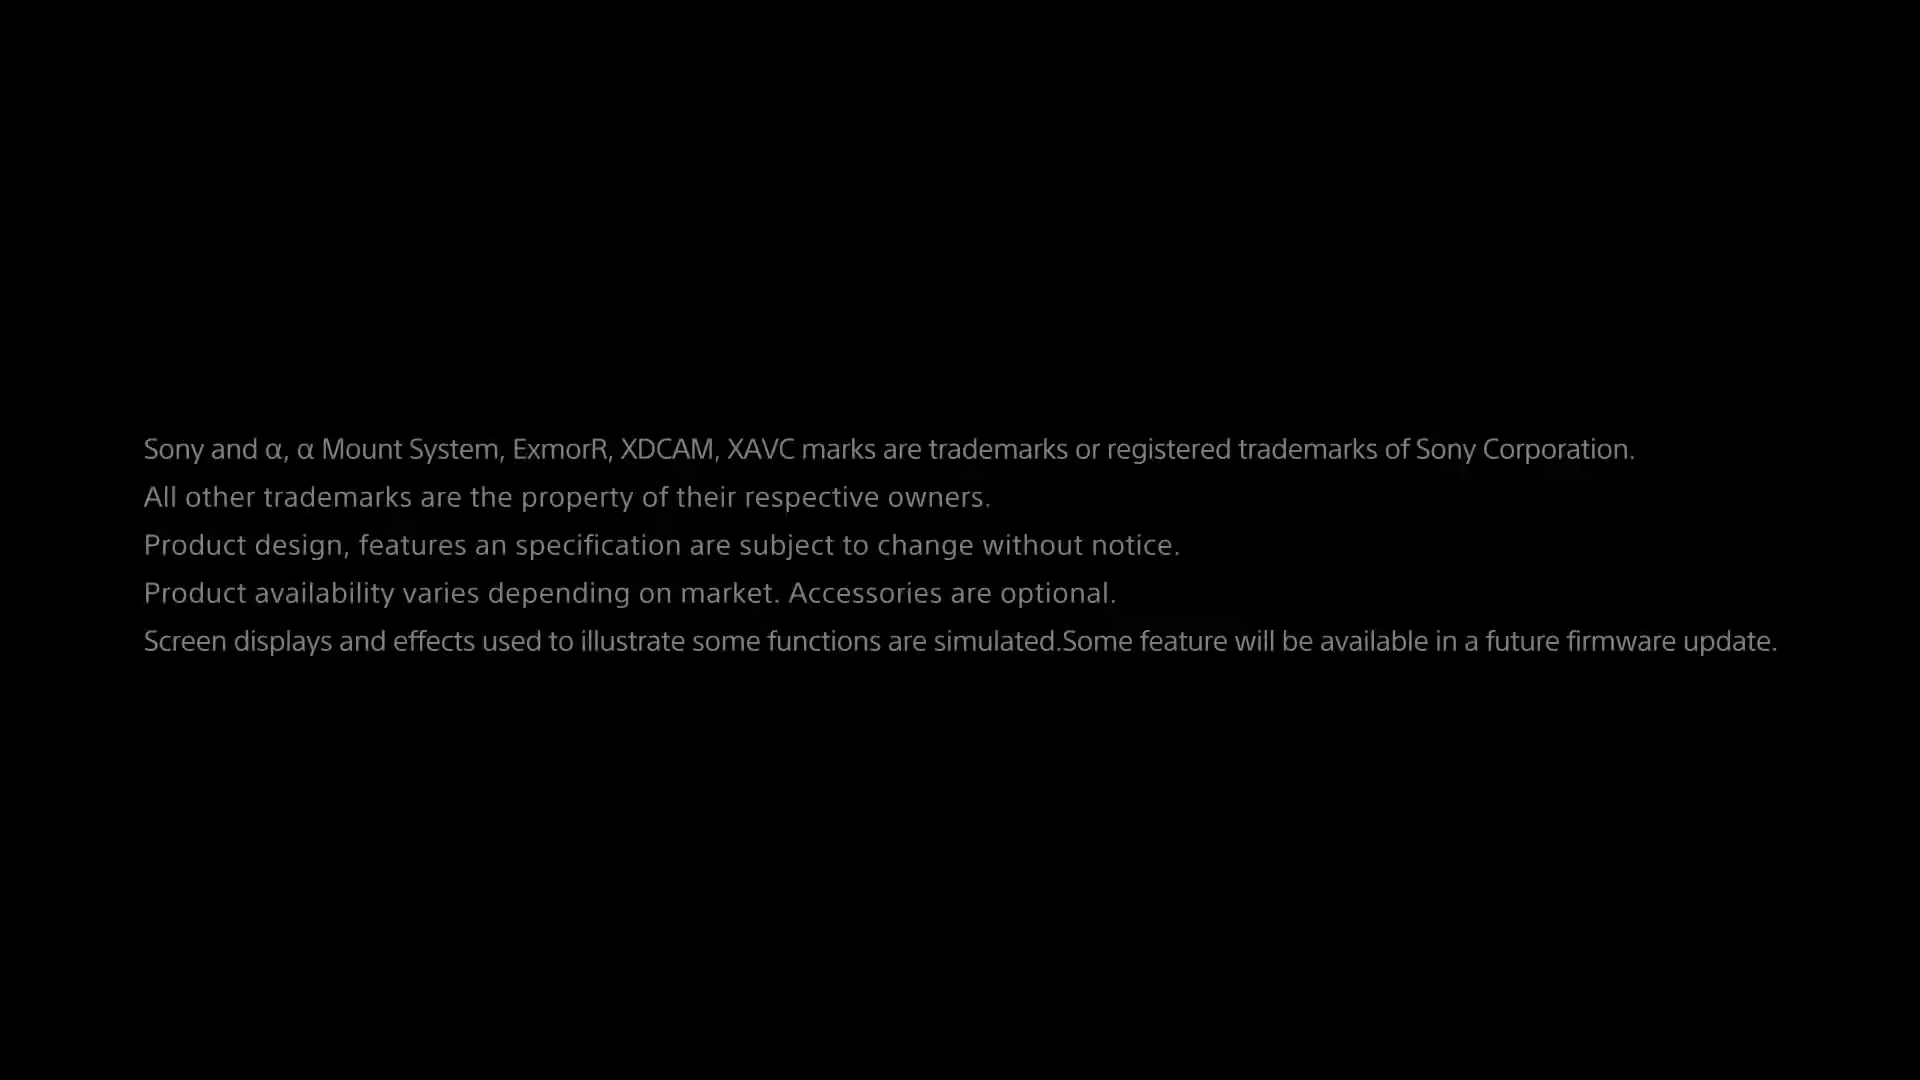 Sony and α, α Mount System, ExmorR, XDCAM, XAVC marks are trademarks or registered trademarks of Sony Corporation.
All other trademarks are the property of their respective owners.
Product design, features an specification are subject to change without notice.
Product availability varies depending on market. Accessories are optional.
Screen displays and effects used to illustrate some functions are simulated.Some feature will be available in a future firmware update.